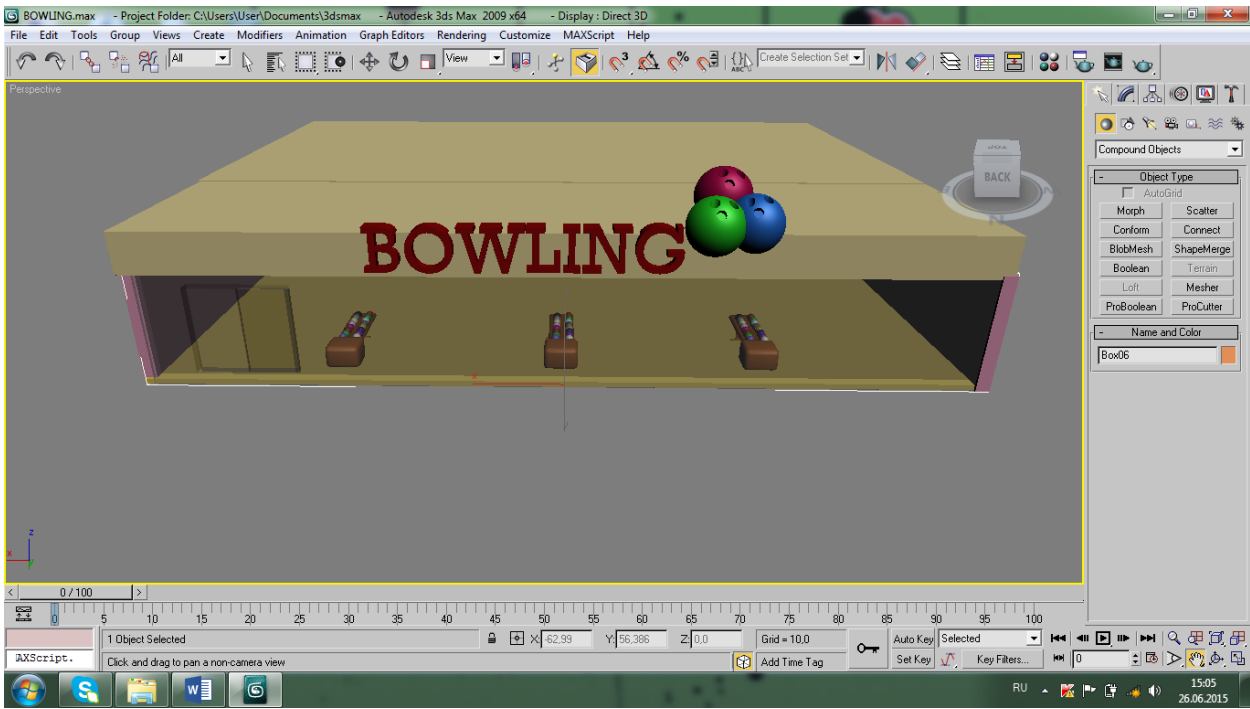 BOWLING.max - Project Folder: C:\Users\User\Documents\3dsmax - Autodesk 3ds Max 2009 x64 - Display : Direct 3D
File Edit Tools Group Views Create Modifiers Animation Graph Editors Rendering Customize MAXScript Help
All View Create Selection Set
Perspective
TOP
BACK
N
BOWLING
Compound Objects
- Object Type
AutoGrid
Morph Scatter
Conform Connect
BlobMesh ShapeMerge
Boolean Terrain
Loft Mesher
ProBoolean ProCutter
- Name and Color
Box06
x
z
x
y
< 0 / 100 >
0 5 10 15 20 25 30 35 40 45 50 55 60 65 70 75 80 85 90 95 100
1 Object Selected X: -62,99 Y: 56,386 Z: 0,0 Grid = 10,0 Auto Key Selected
AXScript. Click and drag to pan a non-camera view Add Time Tag Set Key Key Filters... 0
RU 15:05
26.06.2015